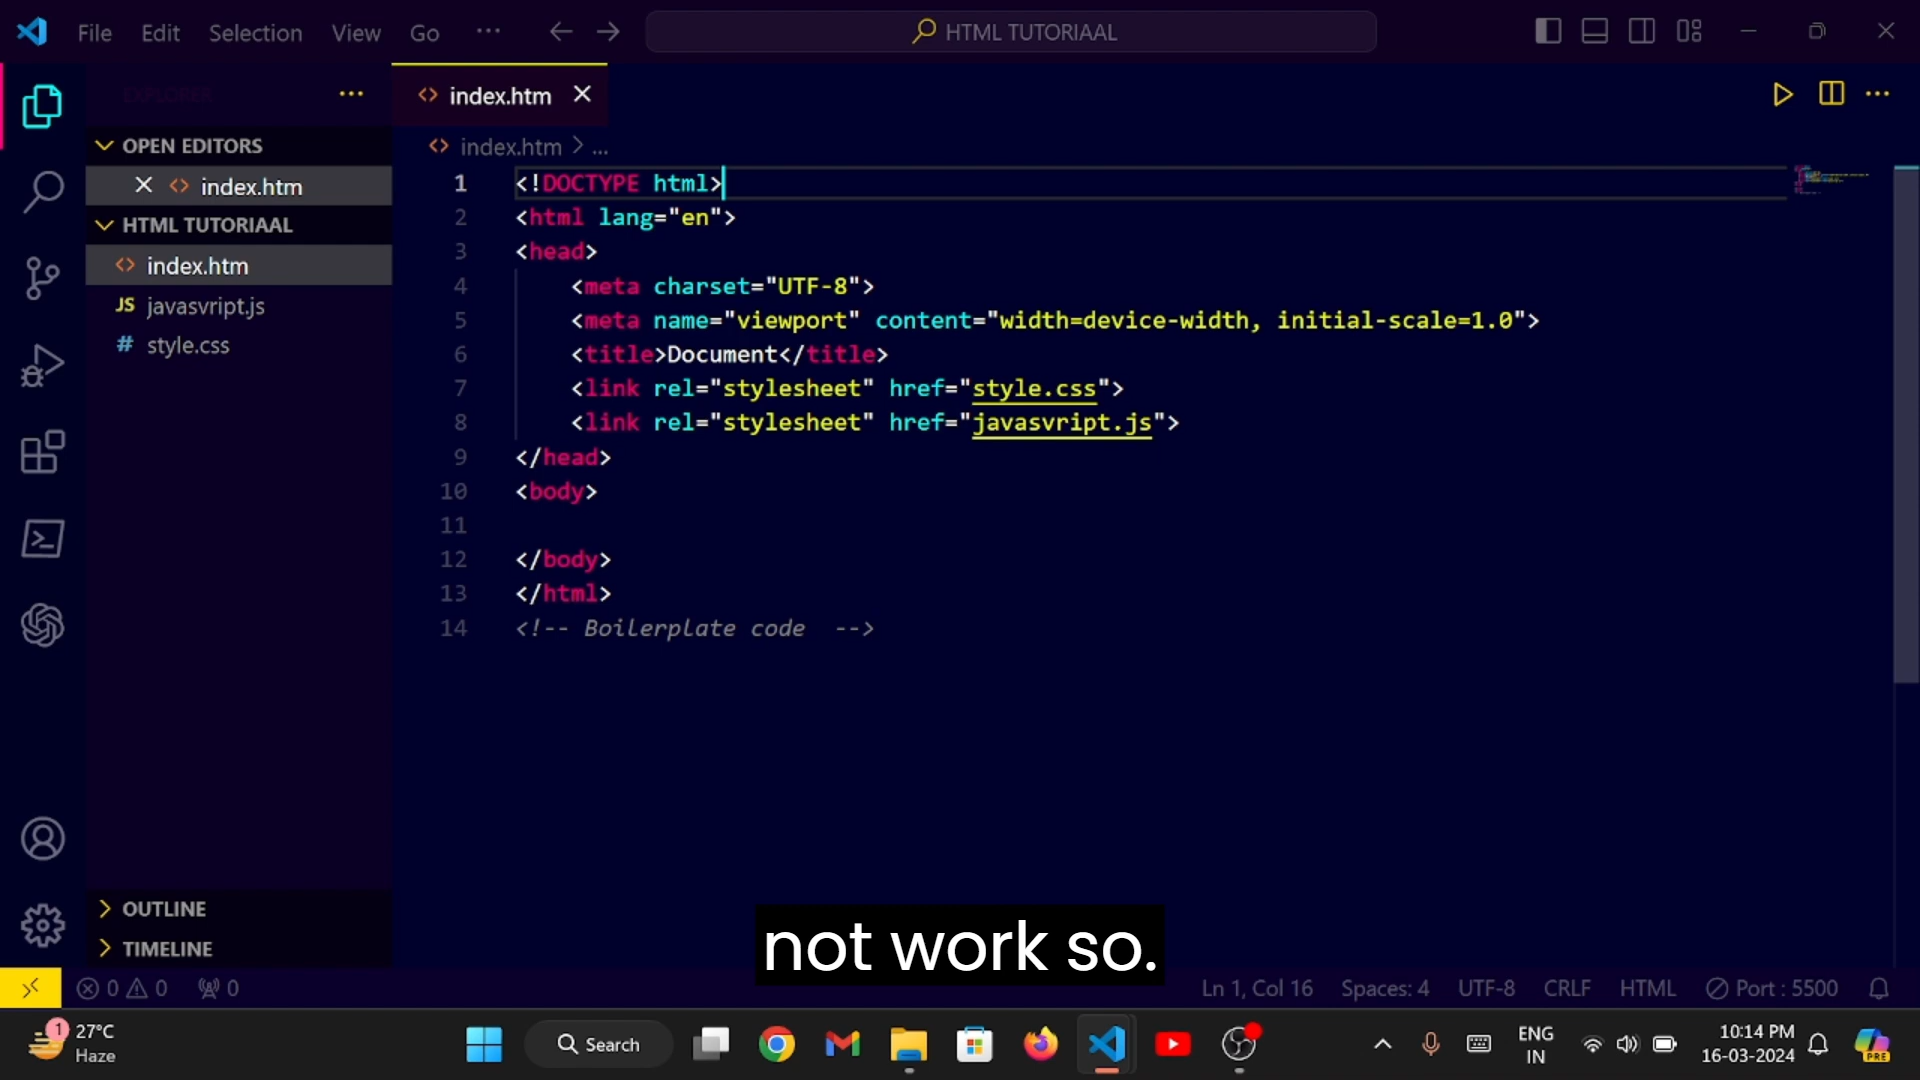 File Edit Selection View Go ··· HTML TUTORIAAL
EXPLORER ···
index.htm
···
OPEN EDITORS
index.htm
HTML TUTORIAAL
index.htm
JS javasvript.js
# style.css
OUTLINE
TIMELINE
index.htm > ...
1 <!DOCTYPE html>
2 <html lang="en">
3 <head>
4 <meta charset="UTF-8">
5 <meta name="viewport" content="width=device-width, initial-scale=1.0">
6 <title>Document</title>
7 <link rel="stylesheet" href="style.css">
8 <link rel="stylesheet" href="javasvript.js">
9 </head>
10 <body>
11
12 </body>
13 </html>
14 <!-- Boilerplate code -->
not work so.
0 0 0 Ln 1, Col 16 Spaces: 4 UTF-8 CRLF HTML Port : 5500
1 27°C
Haze
Search
ENG
IN
10:14 PM
16-03-2024
PRE